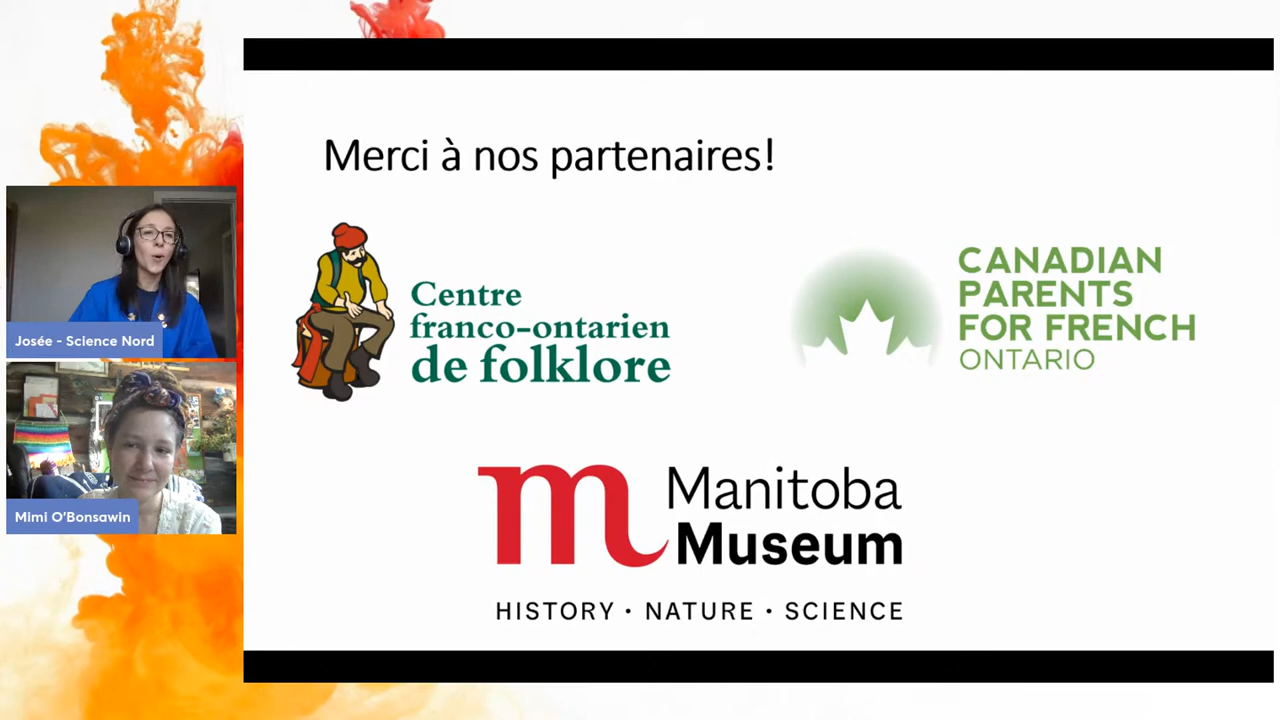 Merci à nos partenaires!
Centre
franco-ontarien
de folklore
CANADIAN
PARENTS
FOR FRENCH
ONTARIO
m Manitoba
Museum
HISTORY · NATURE · SCIENCE
Josée - Science Nord
Mimi O'Bonsawin